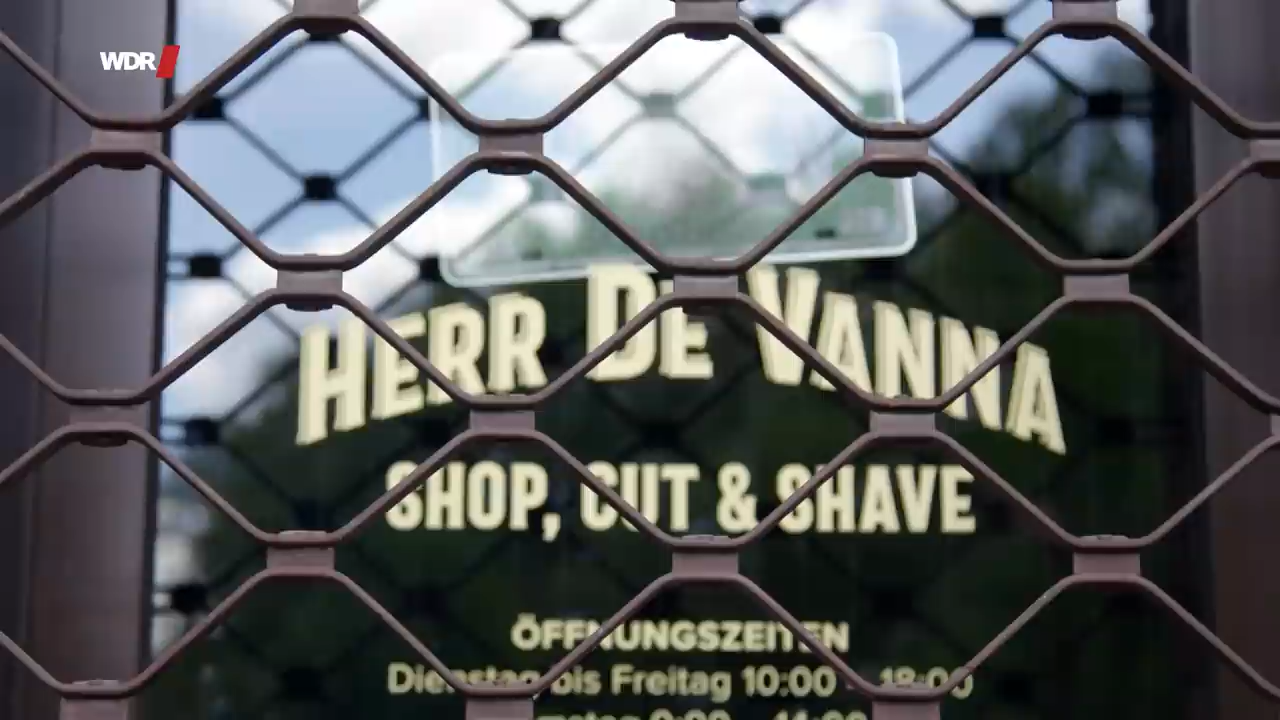 WDR
HERR DE VANNA
SHOP, CUT & SHAVE
ÖFFNUNGSZEITEN
Dienstag bis Freitag 10:00 - 18:00